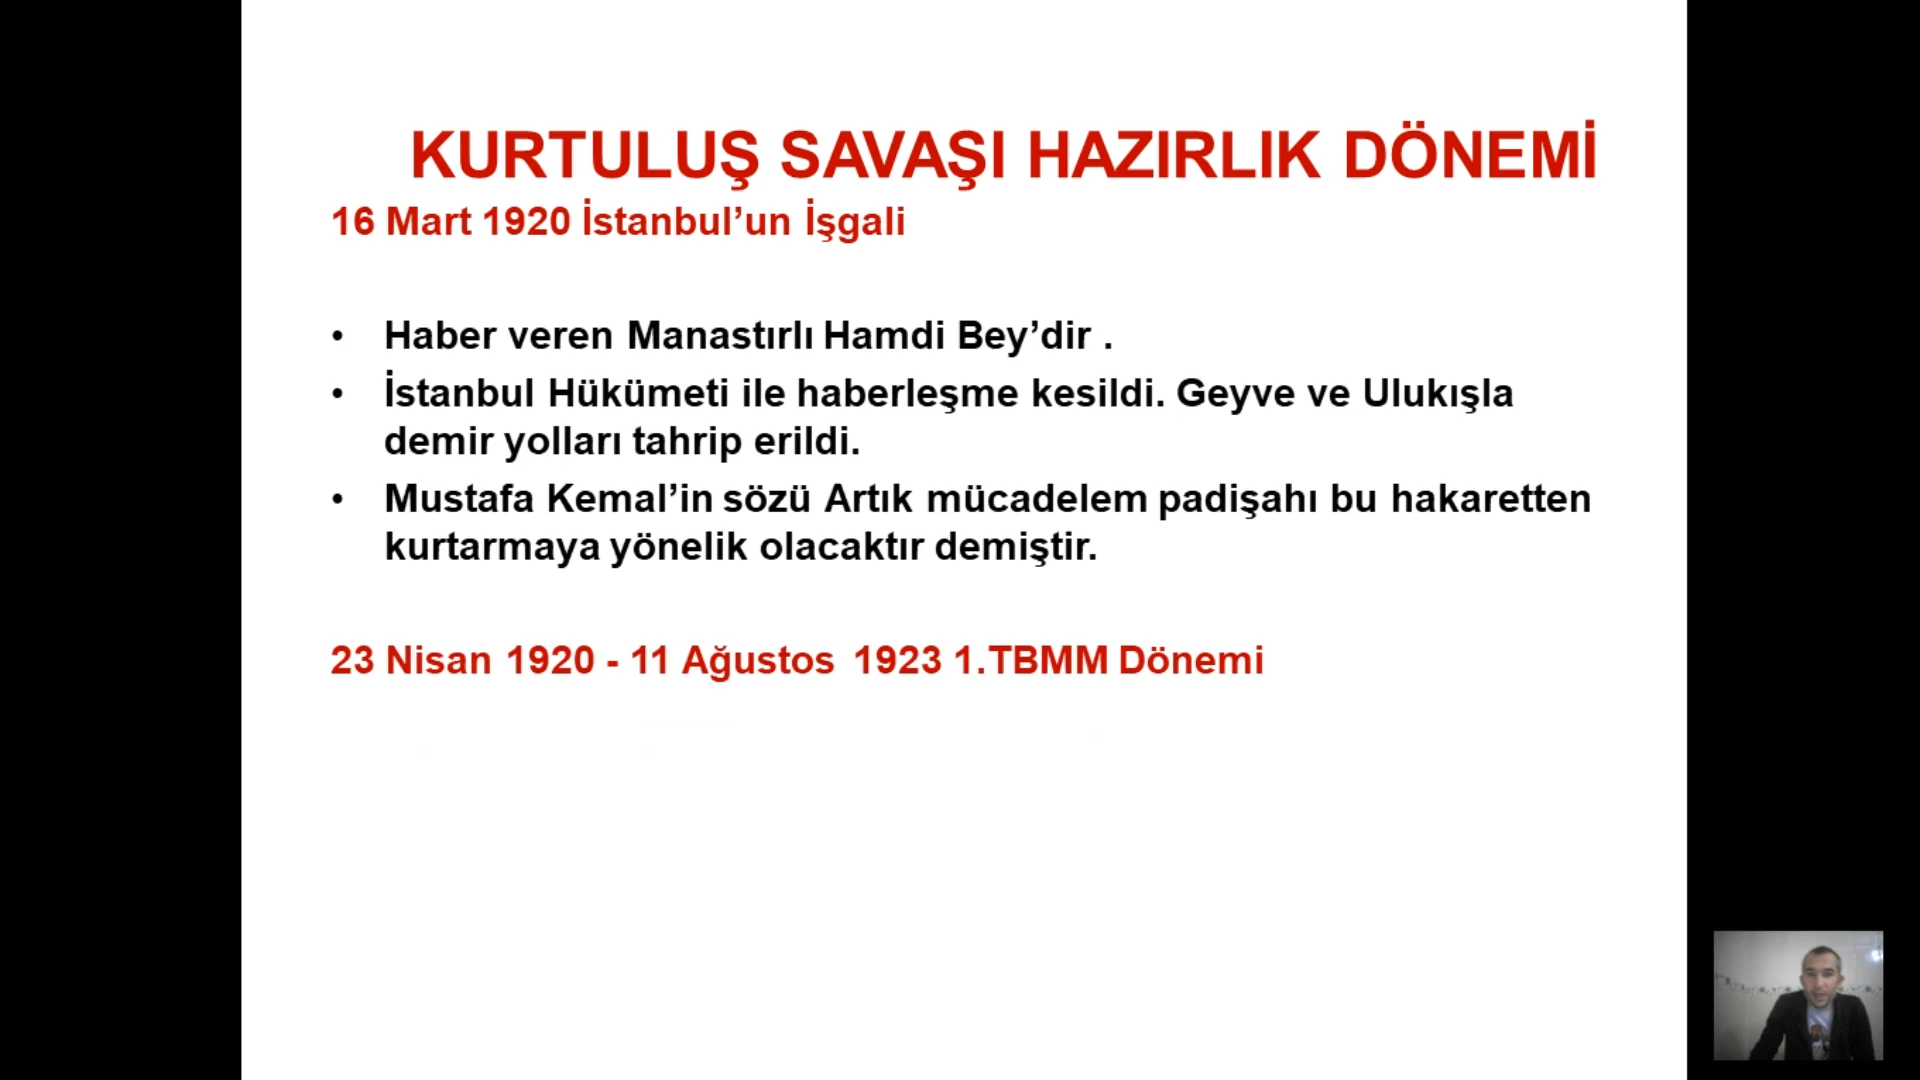 KURTULUŞ SAVAŞI HAZIRLIK DÖNEMİ
16 Mart 1920 İstanbul’un İşgali
• Haber veren Manastırlı Hamdi Bey’dir .
• İstanbul Hükümeti ile haberleşme kesildi. Geyve ve Ulukışla
demir yolları tahrip erildi.
• Mustafa Kemal’in sözü Artık mücadelem padişahı bu hakaretten
kurtarmaya yönelik olacaktır demiştir.
23 Nisan 1920 - 11 Ağustos 1923 1.TBMM Dönemi